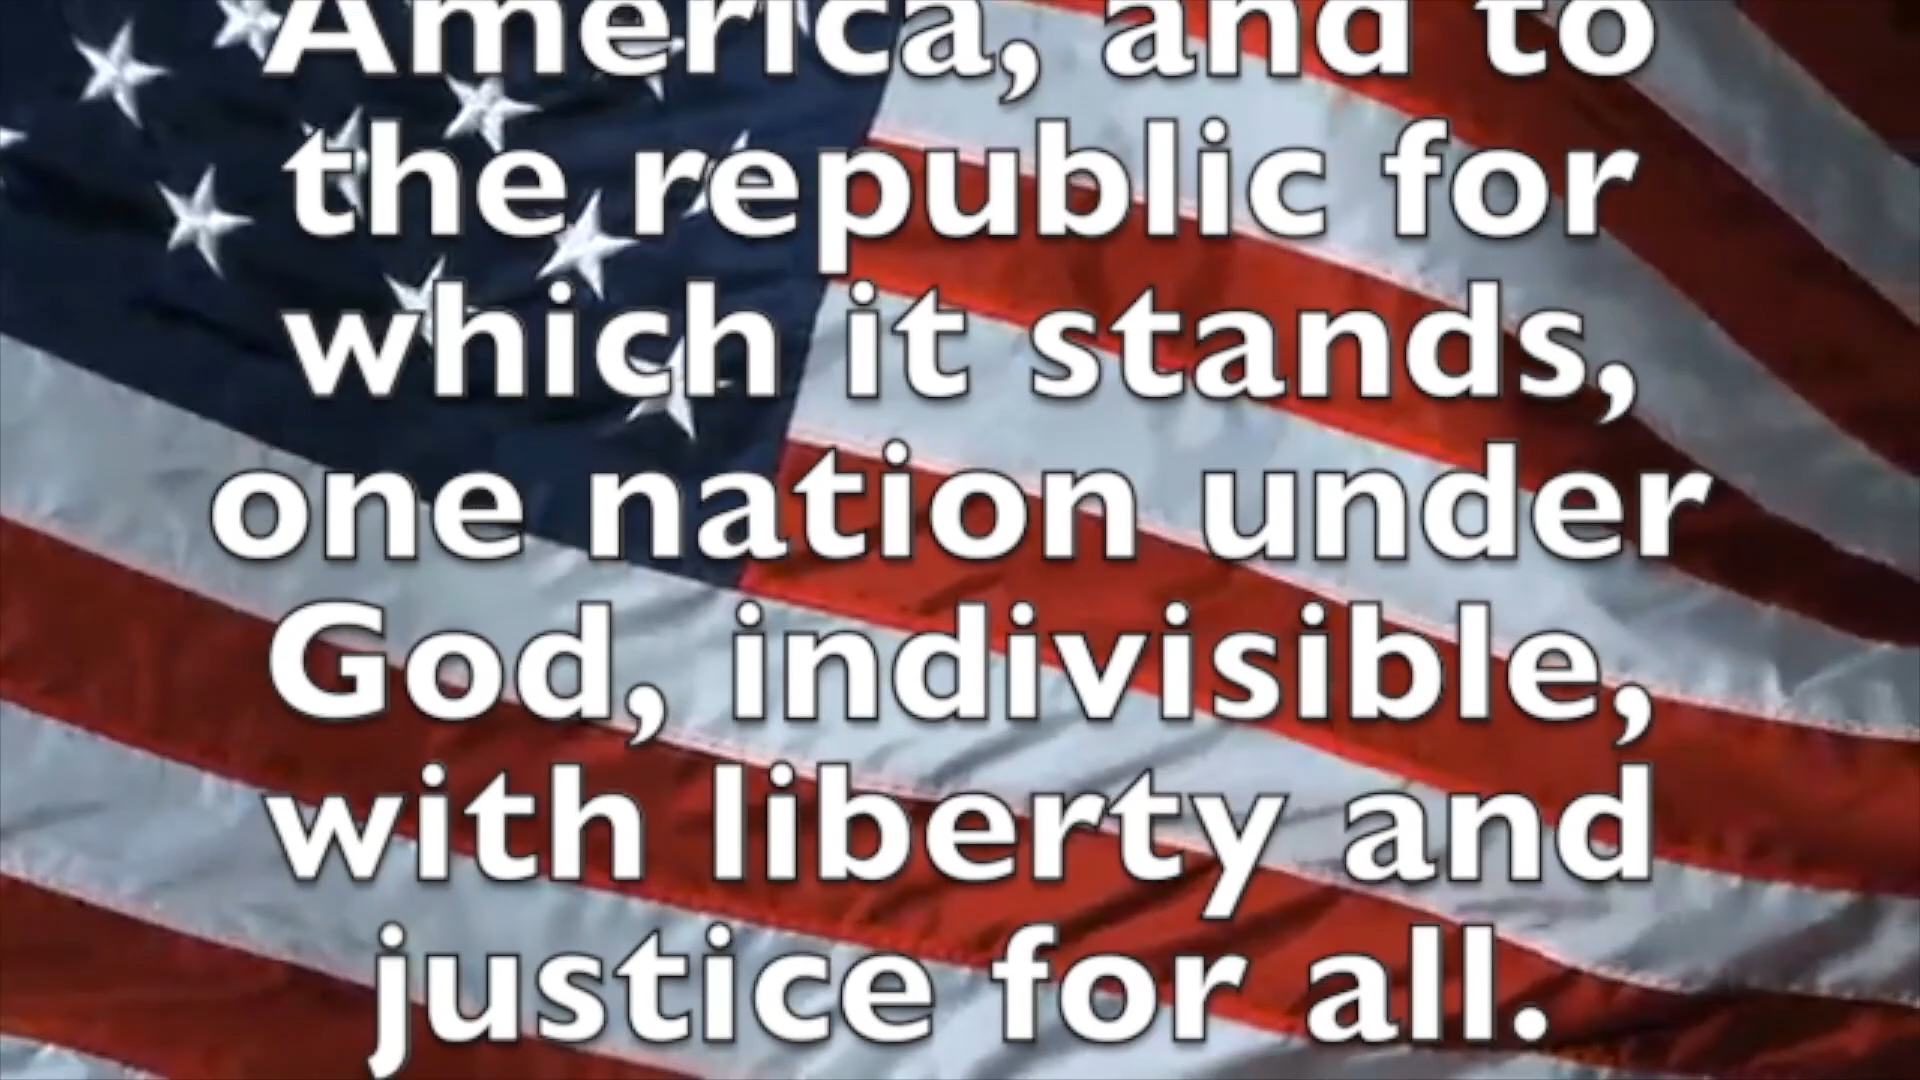 America, and to
the republic for
which it stands,
one nation under
God, indivisible,
with liberty and
justice for all.